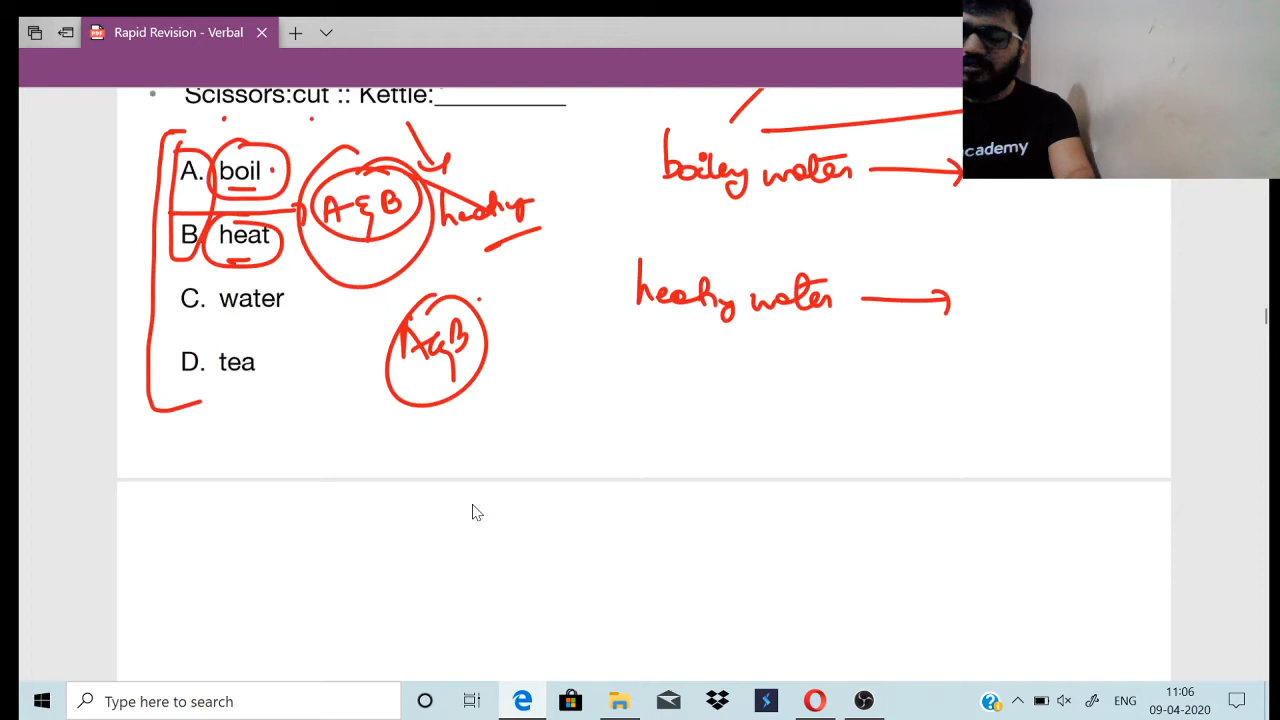 Rapid Revision - Verbal
Scissors:cut :: Kettle:__________
A. boil
B. heat
C. water
D. tea
A & B
heating
A & B
boiling water
heating water
academy
Type here to search
ENG
11:06
09-04-2020